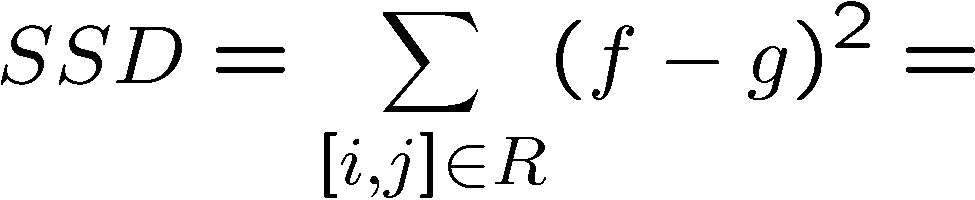 SSD = ∑ (f − g)² =
[i,j]∈R